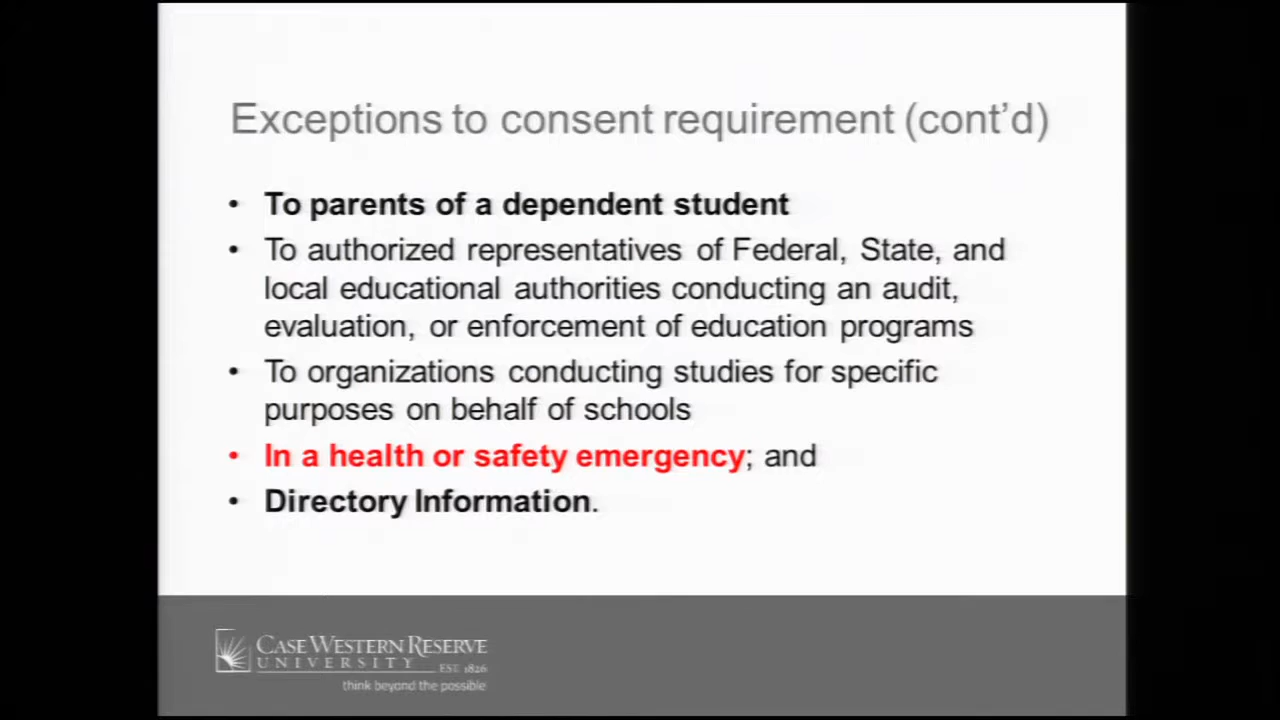 Exceptions to consent requirement (cont'd)
• To parents of a dependent student
• To authorized representatives of Federal, State, and
local educational authorities conducting an audit,
evaluation, or enforcement of education programs
• To organizations conducting studies for specific
purposes on behalf of schools
• In a health or safety emergency; and
• Directory Information.
CASE WESTERN RESERVE
UNIVERSITY EST. 1826
think beyond the possible